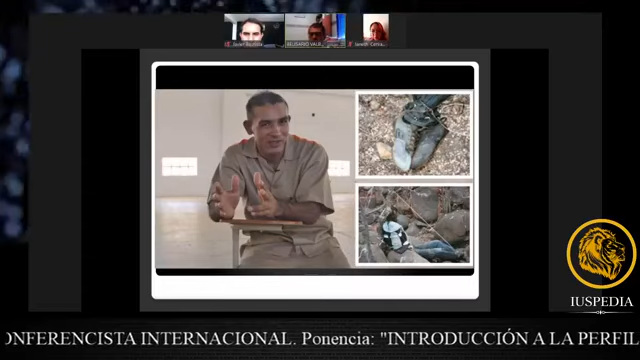 IUSPEDIA
ONFERENCISTA INTERNACIONAL. Ponencia: "INTRODUCCIÓN A LA PERFIL